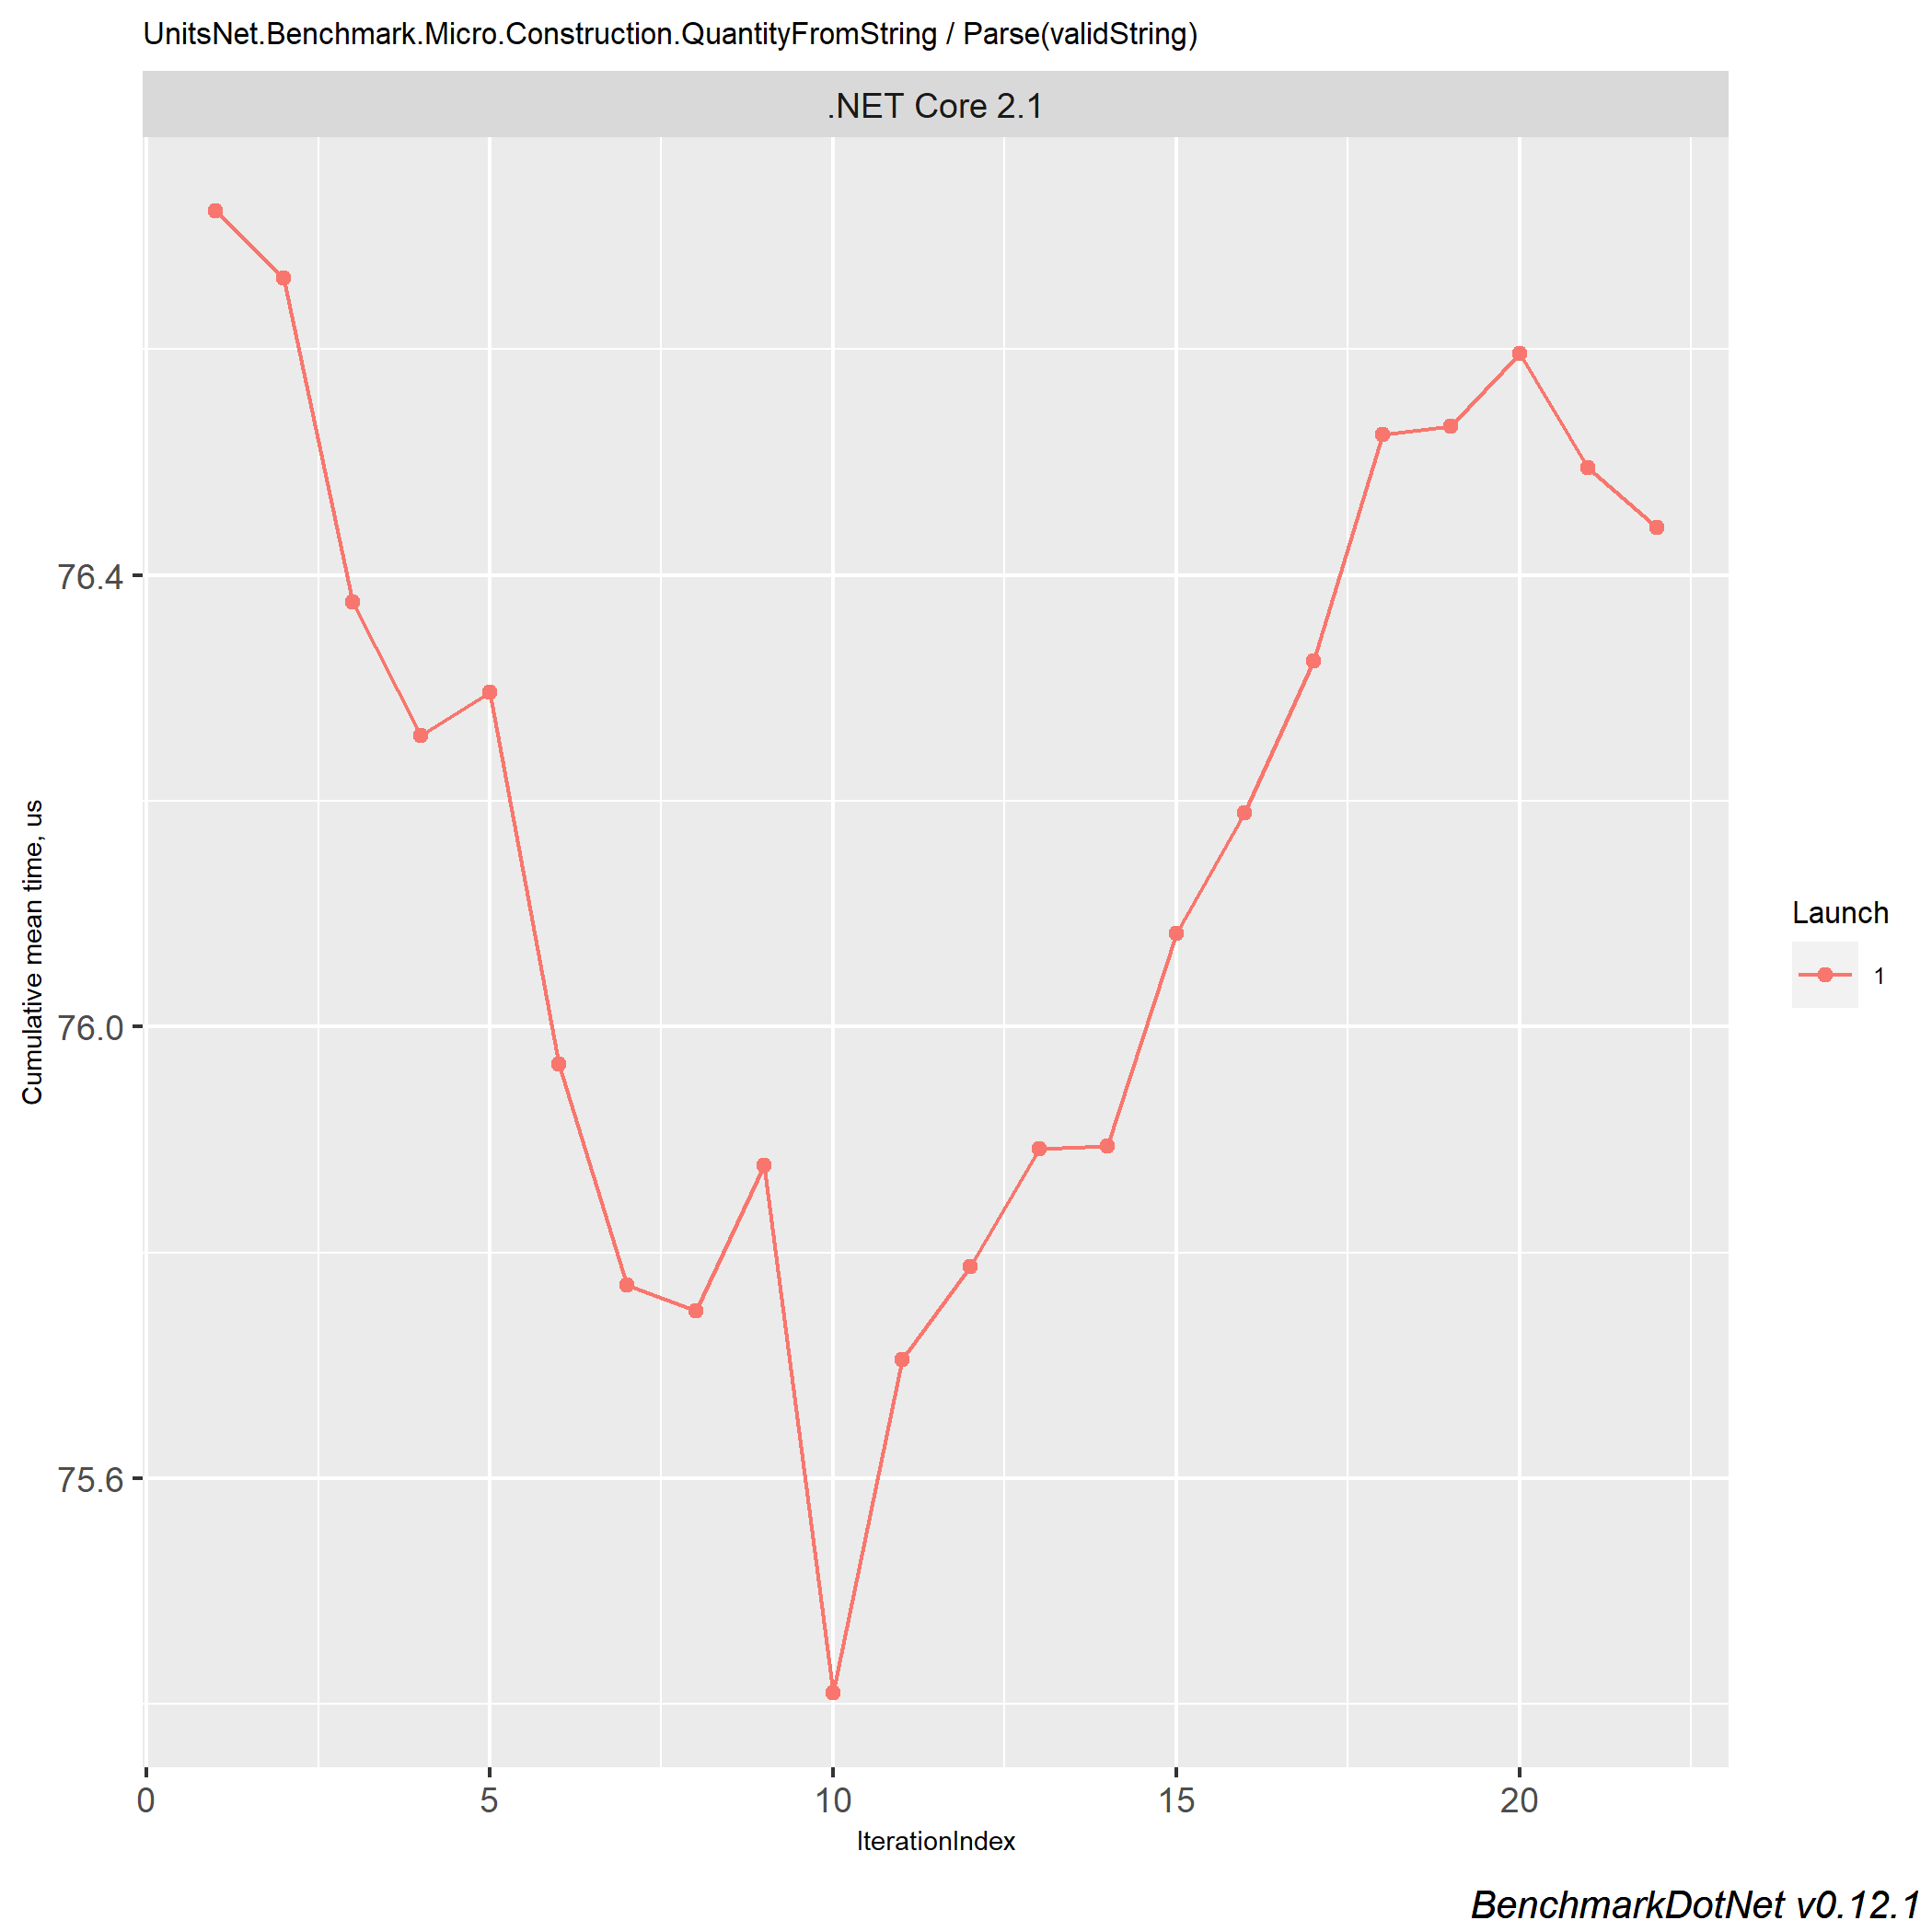 UnitsNet.Benchmark.Micro.Construction.QuantityFromString / Parse(validString)
.NET Core 2.1
76.4
76.0
75.6
Cumulative mean time, us
0 5 10 15 20
IterationIndex
Launch
1
BenchmarkDotNet v0.12.1